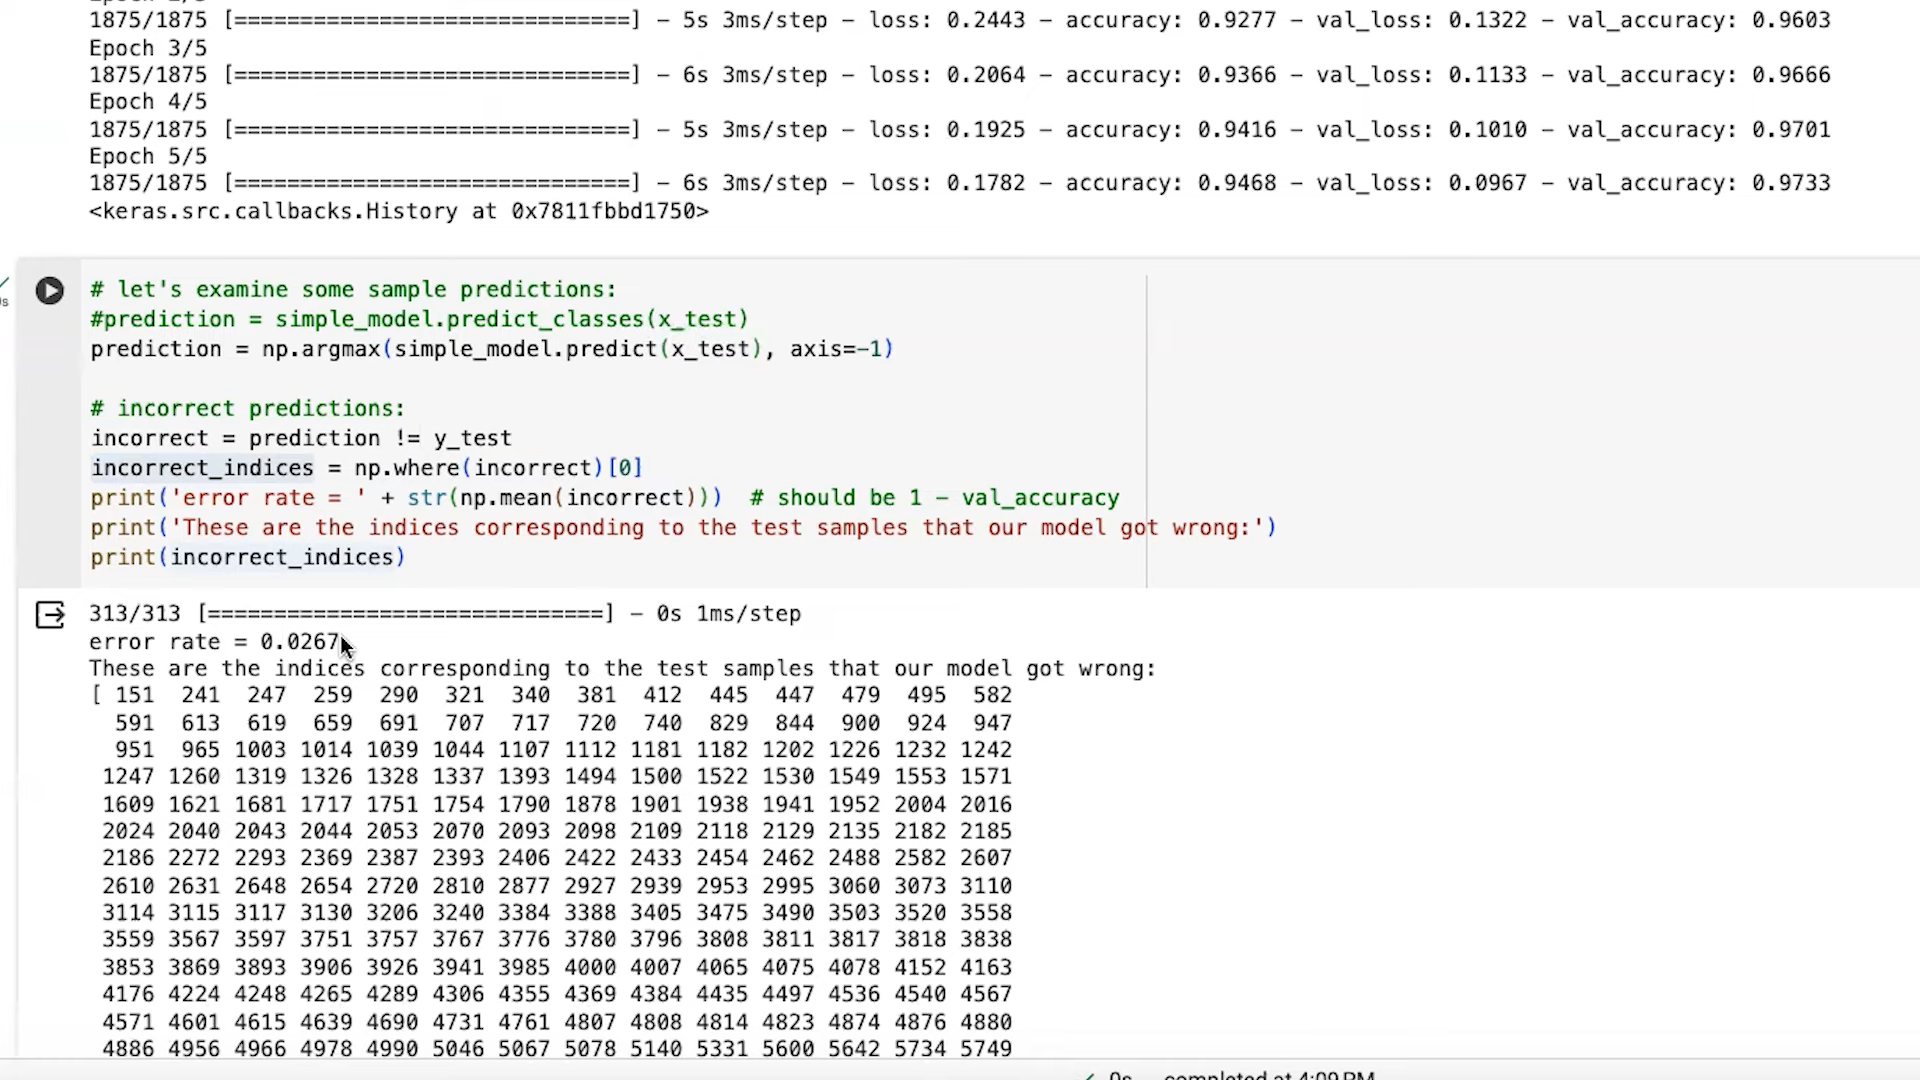 1875/1875 [==============================] - 5s 3ms/step - loss: 0.2443 - accuracy: 0.9277 - val_loss: 0.1322 - val_accuracy: 0.9603
Epoch 3/5
1875/1875 [==============================] - 6s 3ms/step - loss: 0.2064 - accuracy: 0.9366 - val_loss: 0.1133 - val_accuracy: 0.9666
Epoch 4/5
1875/1875 [==============================] - 5s 3ms/step - loss: 0.1925 - accuracy: 0.9416 - val_loss: 0.1010 - val_accuracy: 0.9701
Epoch 5/5
1875/1875 [==============================] - 6s 3ms/step - loss: 0.1782 - accuracy: 0.9468 - val_loss: 0.0967 - val_accuracy: 0.9733
<keras.src.callbacks.History at 0x7811fbbd1750>
# let's examine some sample predictions:
#prediction = simple_model.predict_classes(x_test)
prediction = np.argmax(simple_model.predict(x_test), axis=-1)
# incorrect predictions:
incorrect = prediction != y_test
incorrect_indices = np.where(incorrect)[0]
print('error rate = ' + str(np.mean(incorrect)))  # should be 1 - val_accuracy
print('These are the indices corresponding to the test samples that our model got wrong:')
print(incorrect_indices)
313/313 [==============================] - 0s 1ms/step
error rate = 0.0267
These are the indices corresponding to the test samples that our model got wrong:
[ 151  241  247  259  290  321  340  381  412  445  447  479  495  582
591  613  619  659  691  707  717  720  740  829  844  900  924  947
951  965 1003 1014 1039 1044 1107 1112 1181 1182 1202 1226 1232 1242
1247 1260 1319 1326 1328 1337 1393 1494 1500 1522 1530 1549 1553 1571
1609 1621 1681 1717 1751 1754 1790 1878 1901 1938 1941 1952 2004 2016
2024 2040 2043 2044 2053 2070 2093 2098 2109 2118 2129 2135 2182 2185
2186 2272 2293 2369 2387 2393 2406 2422 2433 2454 2462 2488 2582 2607
2610 2631 2648 2654 2720 2810 2877 2927 2939 2953 2995 3060 3073 3110
3114 3115 3117 3130 3206 3240 3384 3388 3405 3475 3490 3503 3520 3558
3559 3567 3597 3751 3757 3767 3776 3780 3796 3808 3811 3817 3818 3838
3853 3869 3893 3906 3926 3941 3985 4000 4007 4065 4075 4078 4152 4163
4176 4224 4248 4265 4289 4306 4355 4369 4384 4435 4497 4536 4540 4567
4571 4601 4615 4639 4690 4731 4761 4807 4808 4814 4823 4874 4876 4880
4886 4956 4966 4978 4990 5046 5067 5078 5140 5331 5600 5642 5734 5749
0s completed at 4:09 PM